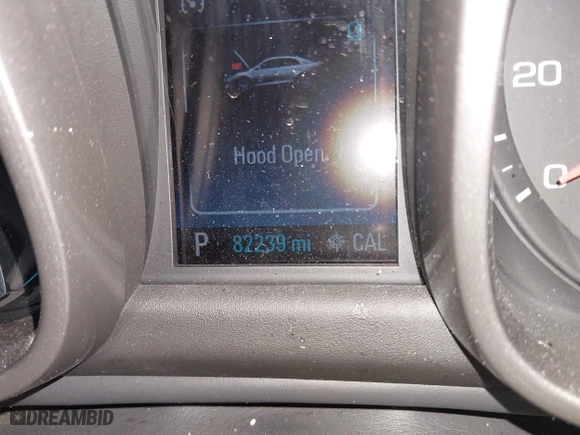 20
Hood Open
0
P 82239 mi CAL
DREAMBID